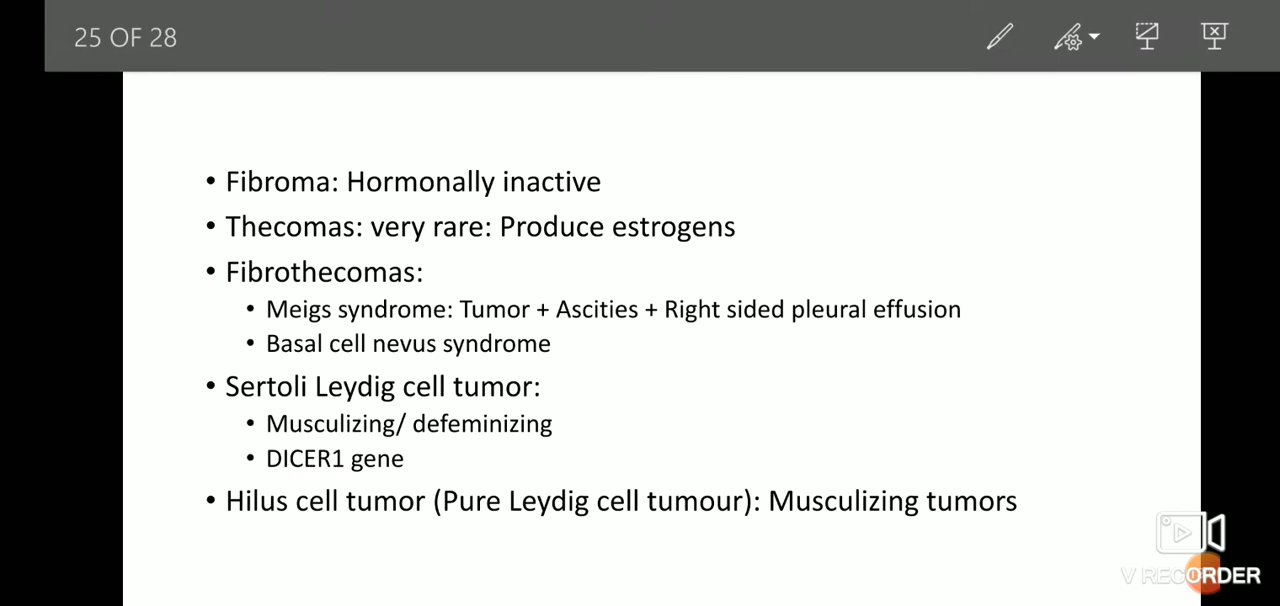 25 OF 28
• Fibroma: Hormonally inactive
• Thecomas: very rare: Produce estrogens
• Fibrothecomas:
• Meigs syndrome: Tumor + Ascities + Right sided pleural effusion
• Basal cell nevus syndrome
• Sertoli Leydig cell tumor:
• Musculizing/ defeminizing
• DICER1 gene
• Hilus cell tumor (Pure Leydig cell tumour): Musculizing tumors
V RECORDER